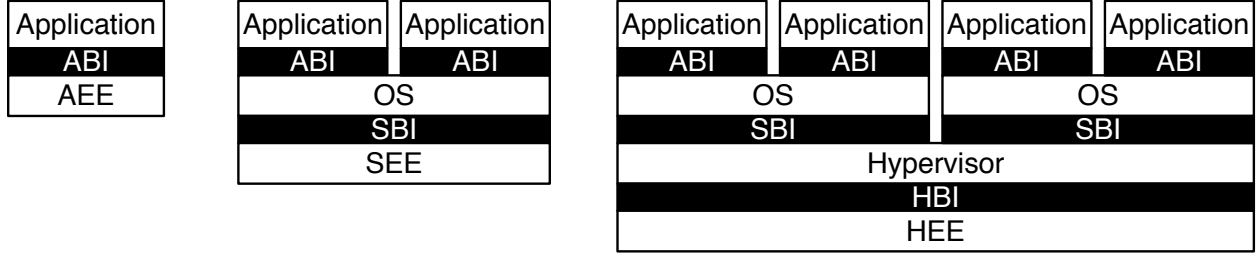 Application
ABI
AEE
Application Application
ABI ABI
OS
SBI
SEE
Application Application Application Application
ABI ABI ABI ABI
OS OS
SBI SBI
Hypervisor
HBI
HEE